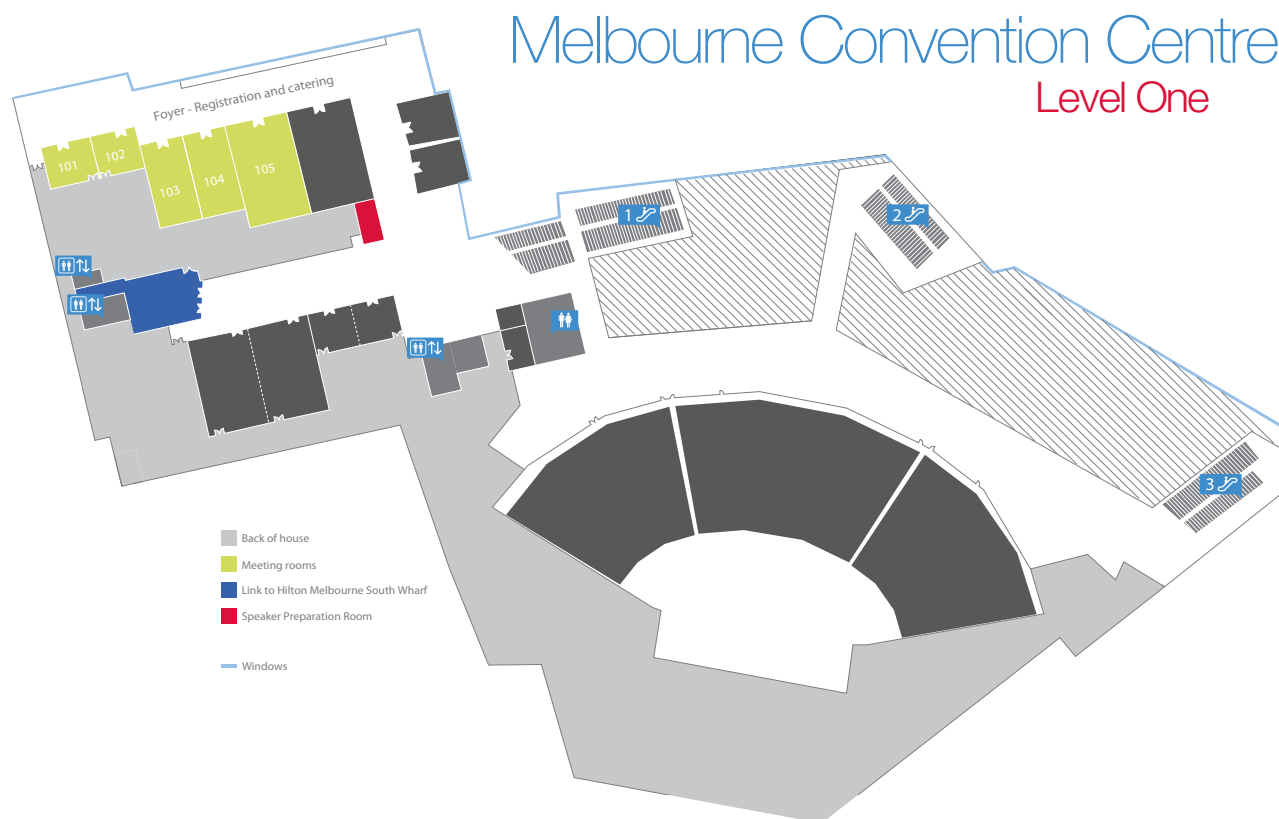 Melbourne Convention Centre
Level One
Foyer - Registration and catering
101
102
103
104
105
1
2
3
Back of house
Meeting rooms
Link to Hilton Melbourne South Wharf
Speaker Preparation Room
Windows